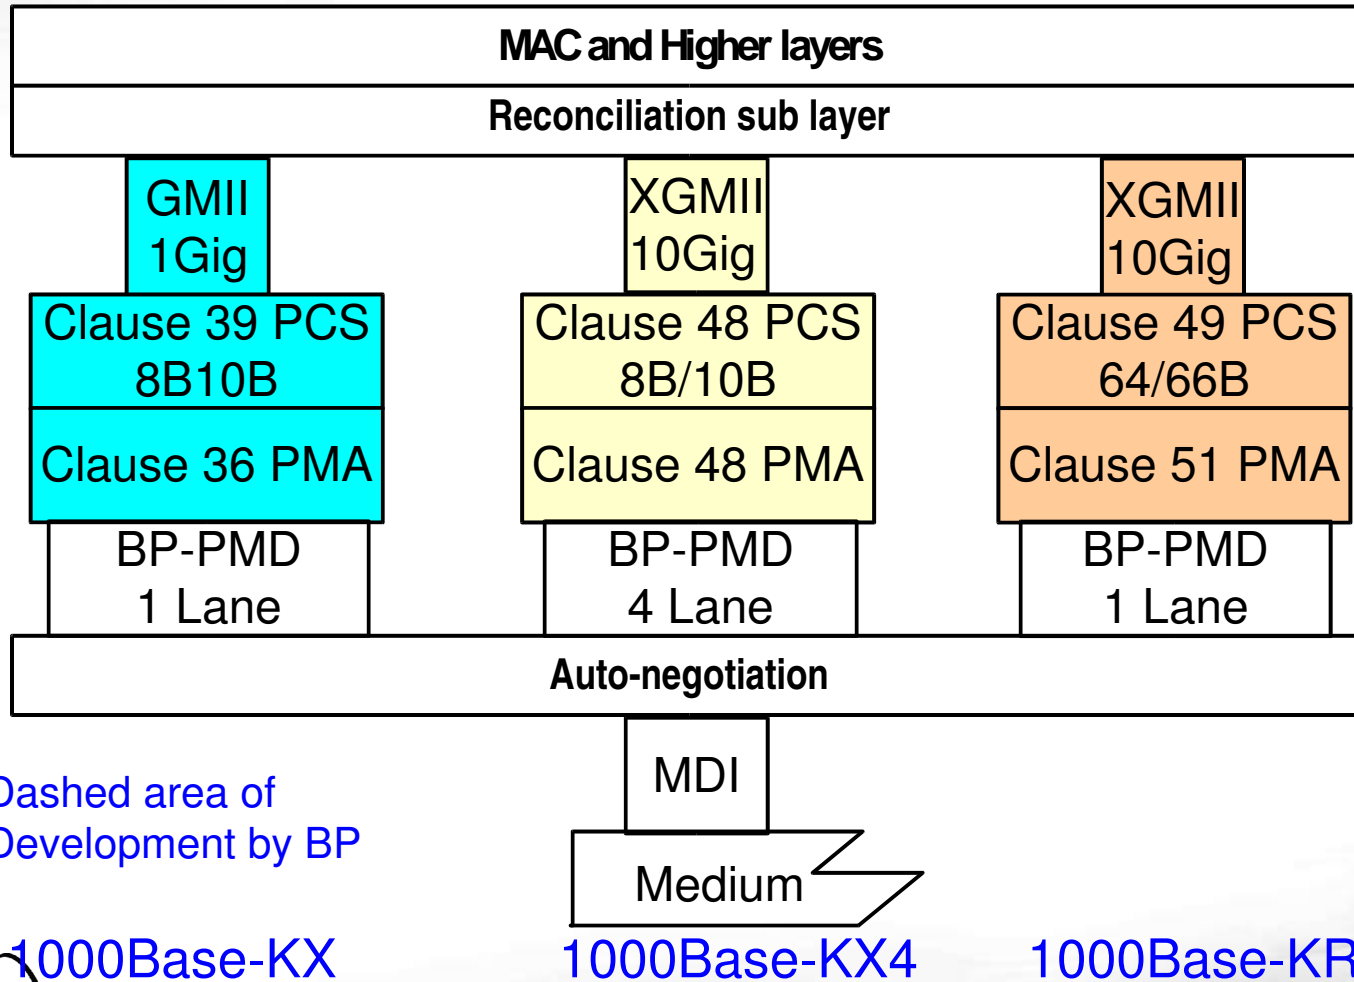 MAC and Higher layers
Reconciliation sub layer
GMII
1Gig
XGMII
10Gig
XGMII
10Gig
Clause 39 PCS
8B10B
Clause 48 PCS
8B/10B
Clause 49 PCS
64/66B
Clause 36 PMA
Clause 48 PMA
Clause 51 PMA
BP-PMD
1 Lane
BP-PMD
4 Lane
BP-PMD
1 Lane
Auto-negotiation
MDI
Dashed area of
Development by BP
Medium
1000Base-KX
1000Base-KX4
1000Base-KR